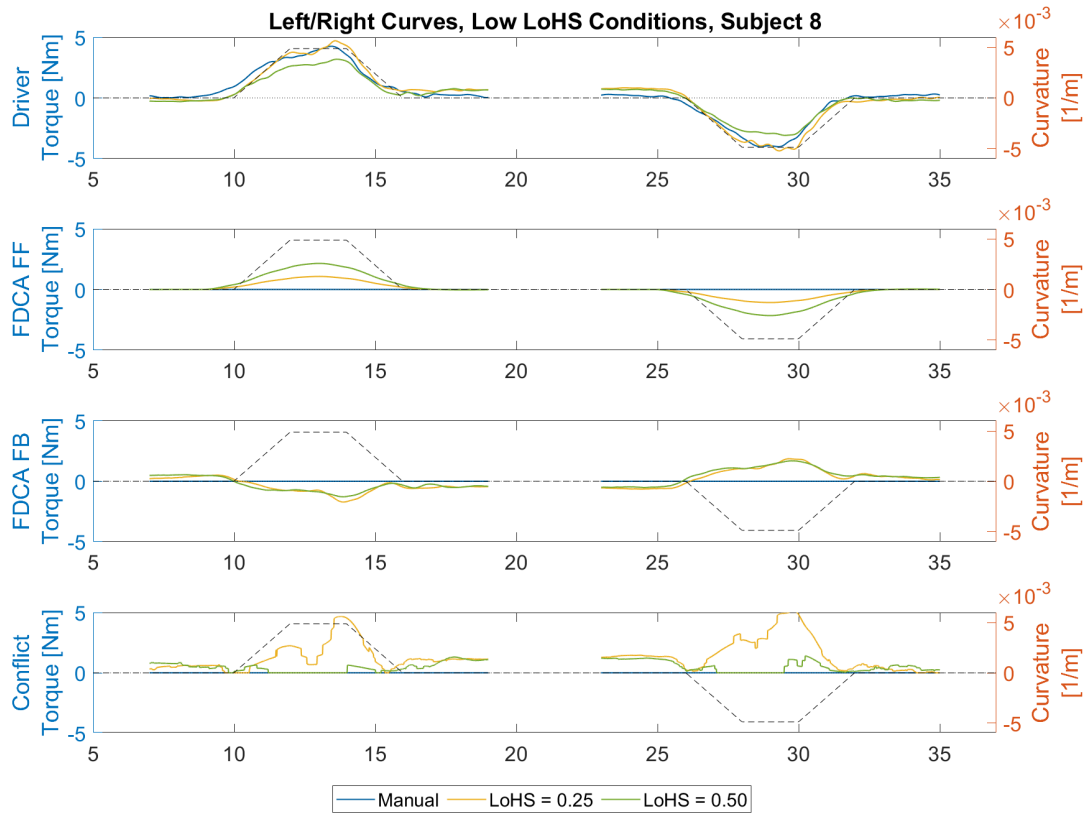 Left/Right Curves, Low LoHS Conditions, Subject 8
×10-3
Driver
Torque [Nm]
5
0
-5
5
0
-5
Curvature
[1/m]
5 10 15 20 25 30 35
×10-3
FDCA FF
Torque [Nm]
5
0
-5
5
0
-5
Curvature
[1/m]
5 10 15 20 25 30 35
×10-3
FDCA FB
Torque [Nm]
5
0
-5
5
0
-5
Curvature
[1/m]
5 10 15 20 25 30 35
×10-3
Conflict
Torque [Nm]
5
0
-5
5
0
-5
Curvature
[1/m]
5 10 15 20 25 30 35
Manual LoHS = 0.25 LoHS = 0.50